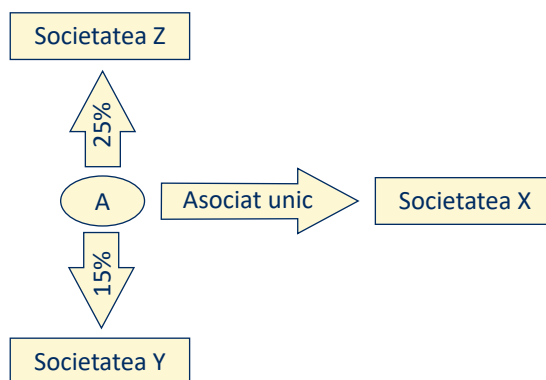 Societatea Z
25%
A
Asociat unic
Societatea X
15%
Societatea Y